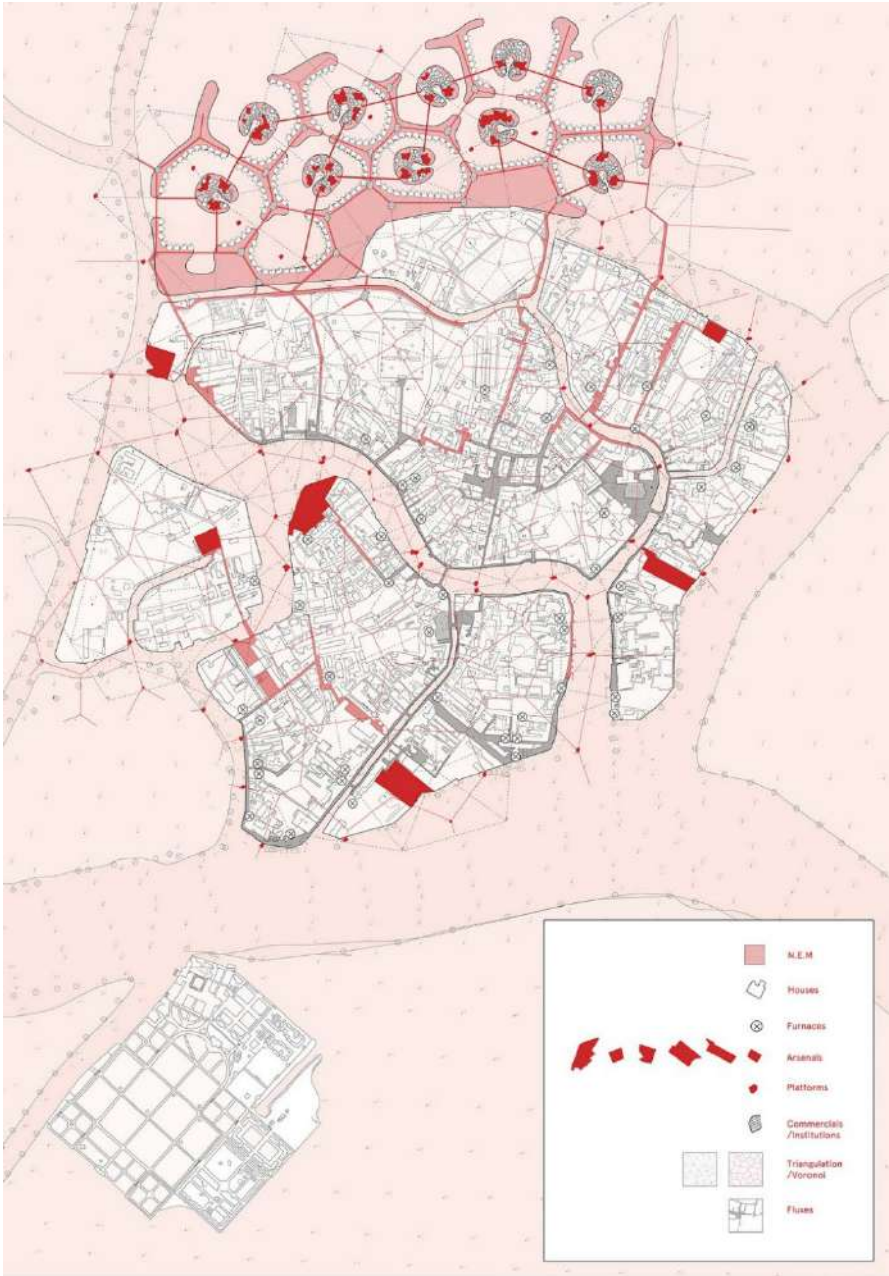 N.E.M
Houses
Furnaces
Arsenals
Platforms
Commercials
/Institutions
Triangulation
/Voronoi
Fluxes